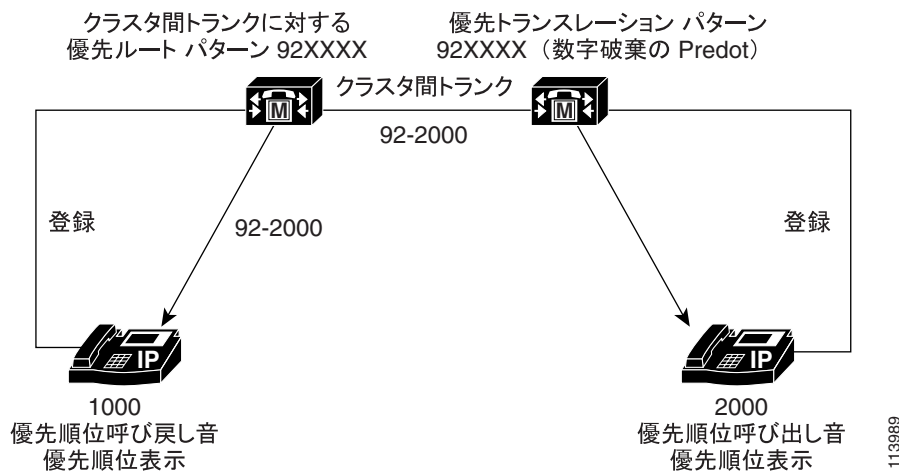 クラスタ間トランクに対する
優先ルート パターン 92XXXX
優先トランスレーション パターン
92XXXX（数字破棄の Predot）
クラスタ間トランク
M
M
92-2000
登録
92-2000
登録
IP
IP
1000
優先順位呼び戻し音
優先順位表示
2000
優先順位呼び出し音
優先順位表示
113989